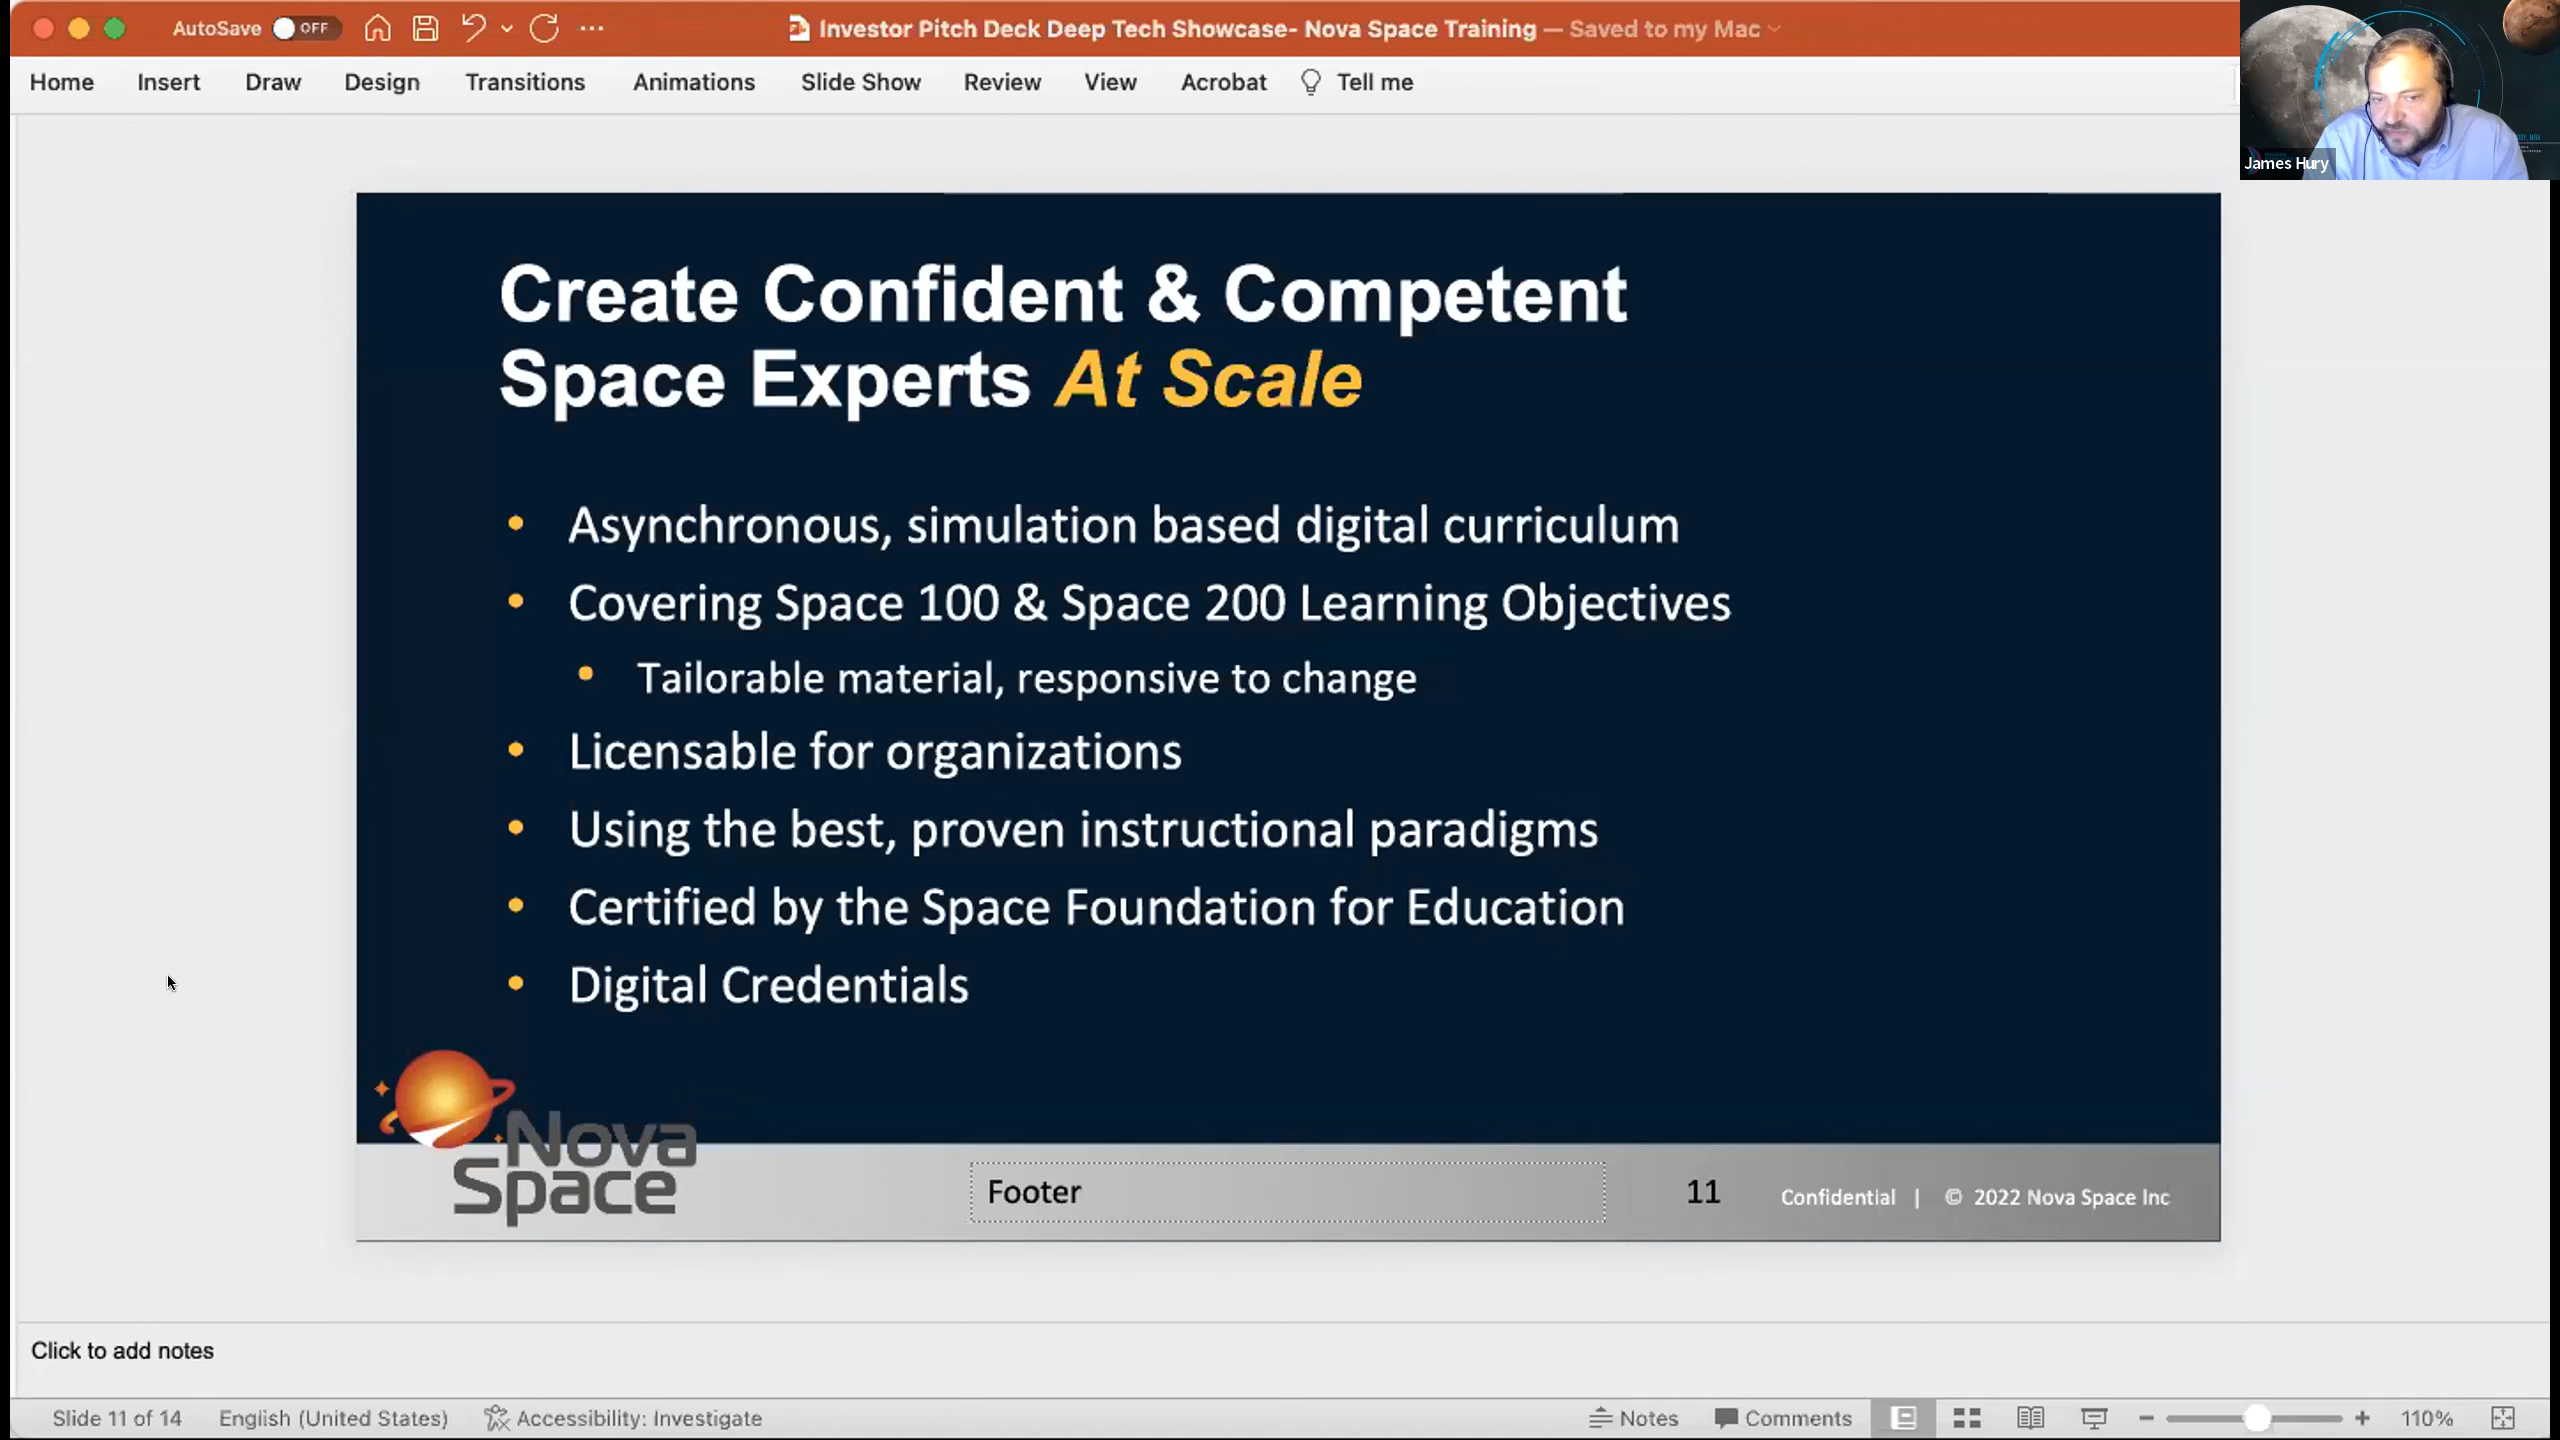 AutoSave OFF
Investor Pitch Deck Deep Tech Showcase- Nova Space Training — Saved to my Mac
Home Insert Draw Design Transitions Animations Slide Show Review View Acrobat Tell me
James Hury
Create Confident & Competent
Space Experts At Scale
• Asynchronous, simulation based digital curriculum
• Covering Space 100 & Space 200 Learning Objectives
• Tailorable material, responsive to change
• Licensable for organizations
• Using the best, proven instructional paradigms
• Certified by the Space Foundation for Education
• Digital Credentials
Nova
Space
Footer
11
Confidential | © 2022 Nova Space Inc
Click to add notes
Slide 11 of 14 English (United States) Accessibility: Investigate Notes Comments 110%